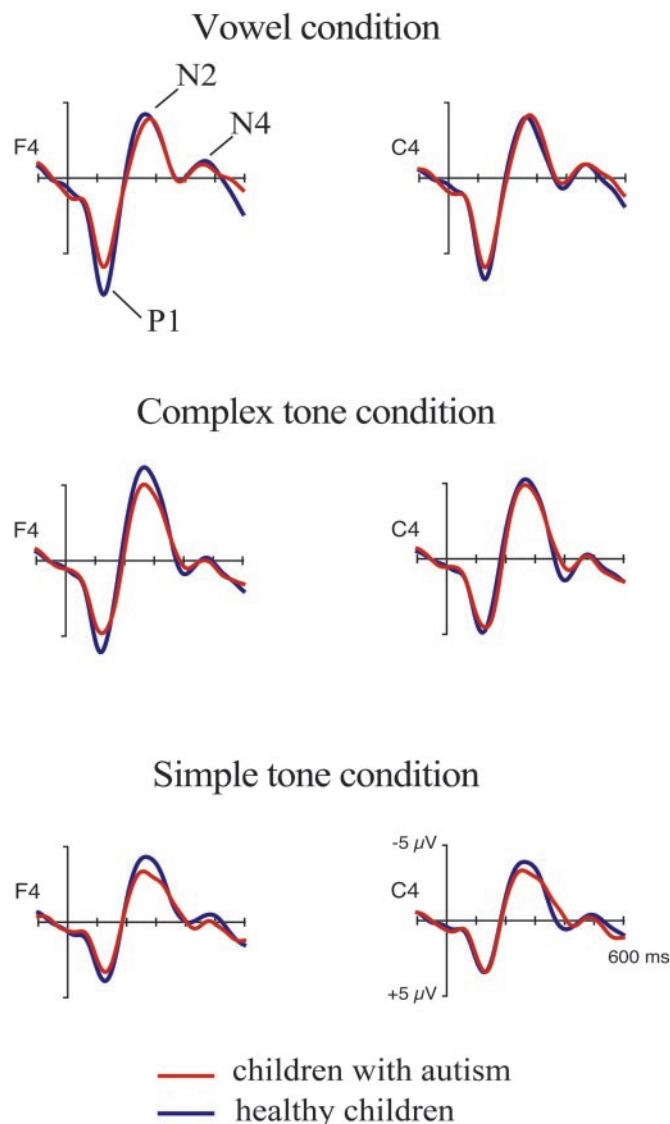 Vowel condition
N2
N4
F4
C4
P1
Complex tone condition
F4
C4
Simple tone condition
-5 μV
F4
C4
600 ms
+5 μV
children with autism
healthy children